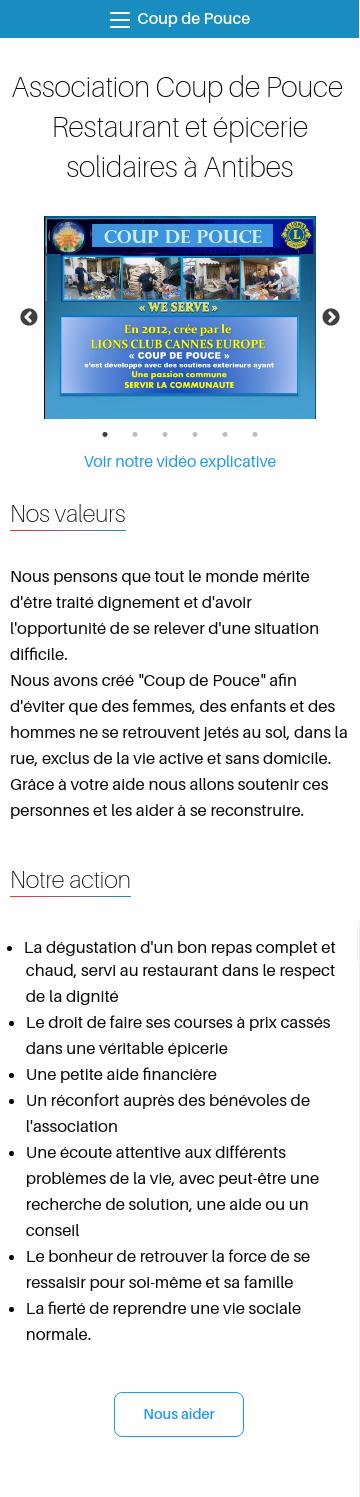 Coup de Pouce
Association Coup de Pouce
Restaurant et épicerie
solidaires à Antibes
COUP DE POUCE
« WE SERVE »
En 2012, crée par le
LIONS CLUB CANNES EUROPE
« COUP DE POUCE »
s'est développé avec des soutiens extérieurs ayant
Une passion commune
SERVIR LA COMMUNAUTE
Voir notre vidéo explicative
Nos valeurs
Nous pensons que tout le monde mérite
d'être traité dignement et d'avoir
l'opportunité de se relever d'une situation
difficile.
Nous avons créé "Coup de Pouce" afin
d'éviter que des femmes, des enfants et des
hommes ne se retrouvent jetés au sol, dans la
rue, exclus de la vie active et sans domicile.
Grâce à votre aide nous allons soutenir ces
personnes et les aider à se reconstruire.
Notre action
• La dégustation d'un bon repas complet et
chaud, servi au restaurant dans le respect
de la dignité
• Le droit de faire ses courses à prix cassés
dans une véritable épicerie
• Une petite aide financière
• Un réconfort auprès des bénévoles de
l'association
• Une écoute attentive aux différents
problèmes de la vie, avec peut-être une
recherche de solution, une aide ou un
conseil
• Le bonheur de retrouver la force de se
ressaisir pour soi-même et sa famille
• La fierté de reprendre une vie sociale
normale.
Nous aider